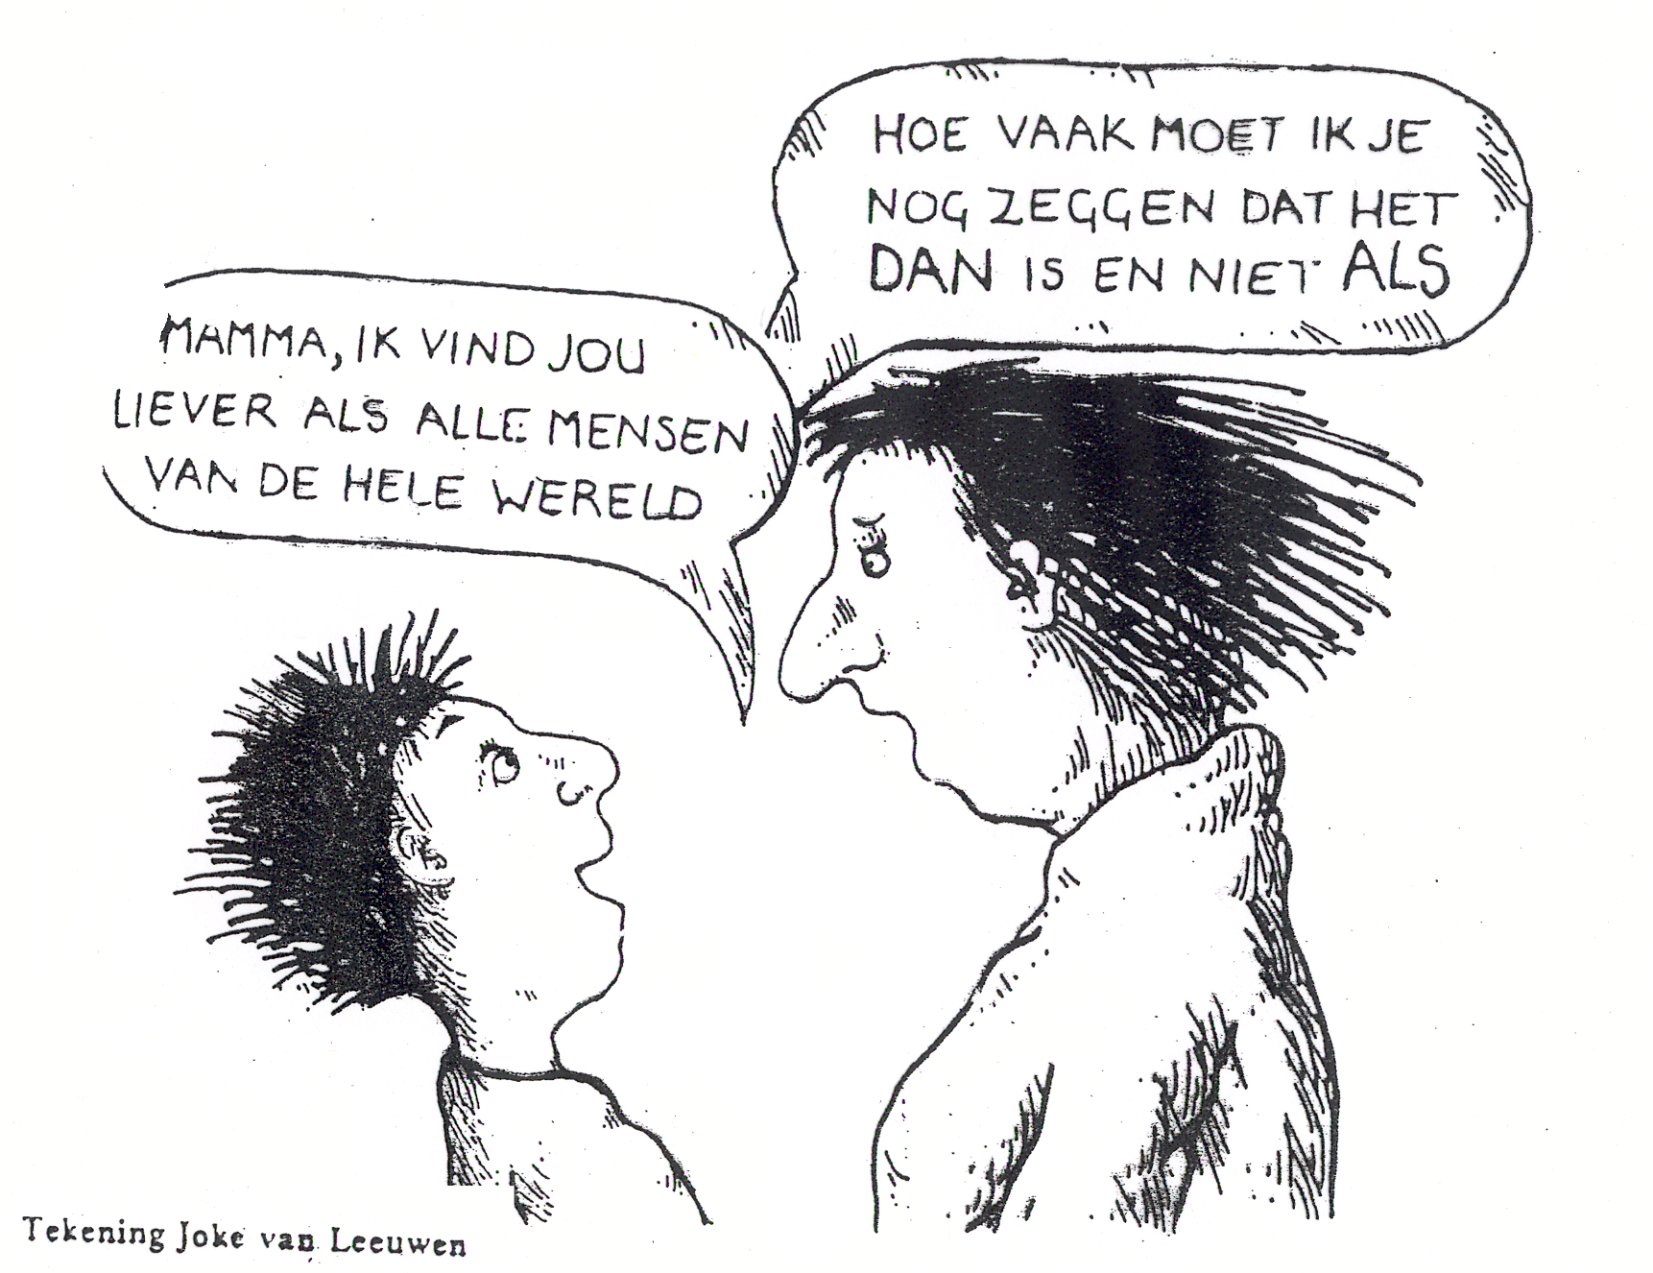 MAMMA, IK VIND JOU
LIEVER ALS ALLE MENSEN
VAN DE HELE WERELD
HOE VAAK MOET IK JE
NOG ZEGGEN DAT HET
DAN IS EN NIET ALS
Tekening Joke van Leeuwen